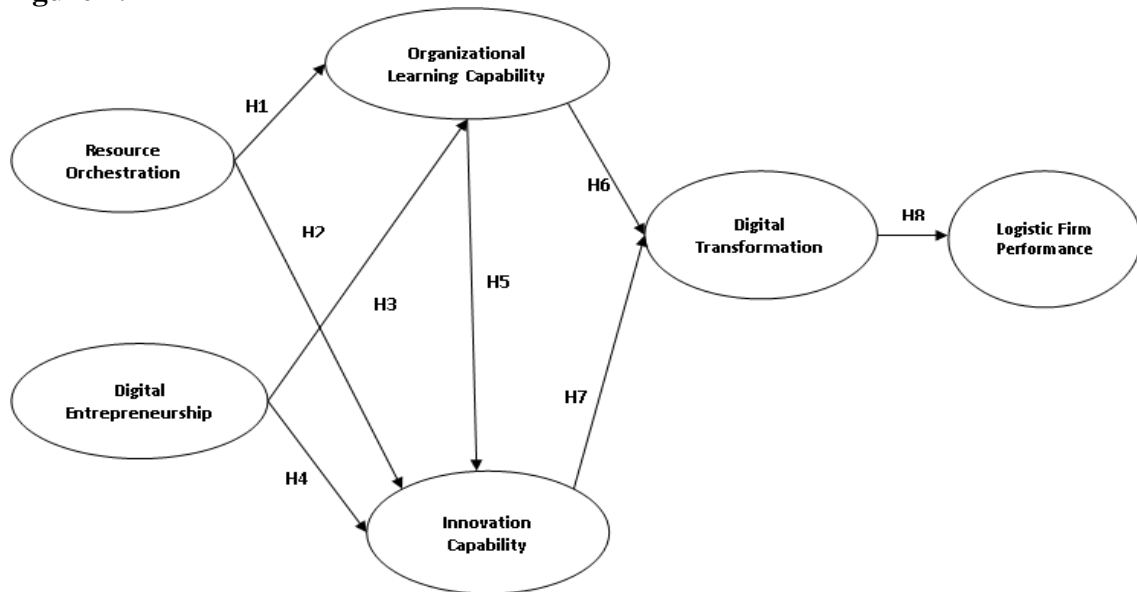 Organizational
Learning Capability
H1
Resource
Orchestration
H2
H3
H5
H6
Digital
Transformation
H8
Logistic Firm
Performance
Digital
Entrepreneurship
H4
H7
Innovation
Capability